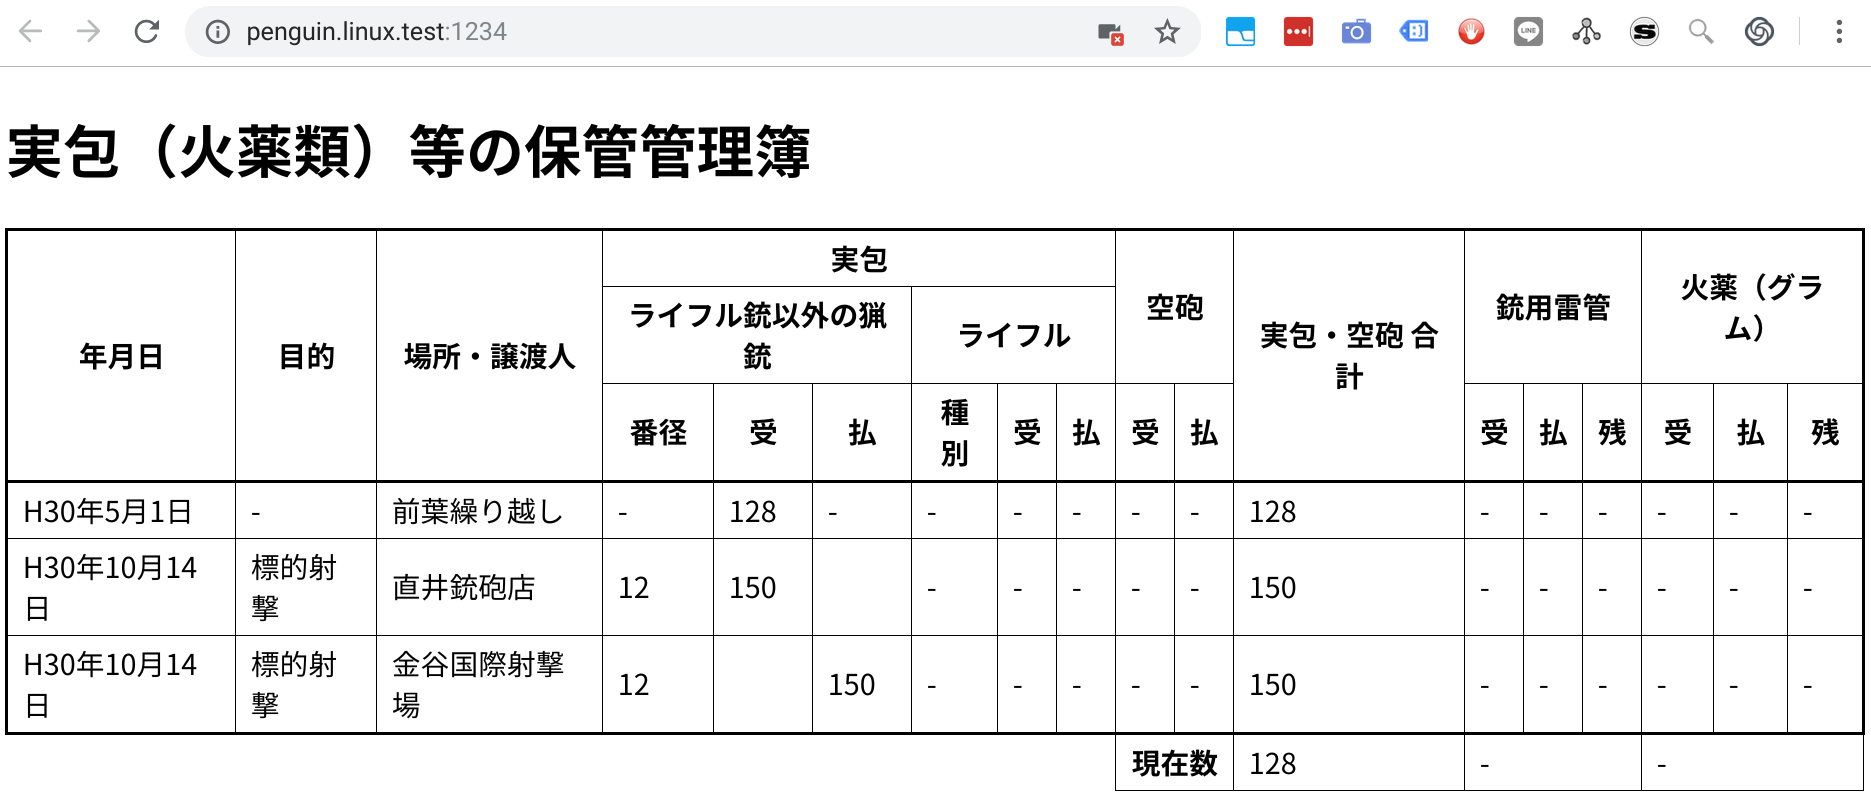 penguin.linux.test:1234
LINE
実包（火薬類）等の保管管理簿
年月日 目的 場所・譲渡人 実包 空砲 実包・空砲 合計 銃用雷管 火薬（グラム）
ライフル銃以外の猟銃 ライフル
番径 受 払 種別 受 払 受 払 受 払 残 受 払 残
H30年5月1日 - 前葉繰り越し - 128 - - - - - - 128 - - - - - -
H30年10月14日 標的射撃 直井銃砲店 12 150 - - - - - 150 - - - - - -
H30年10月14日 標的射撃 金谷国際射撃場 12 150 - - - - - 150 - - - - - -
現在数 128 - -